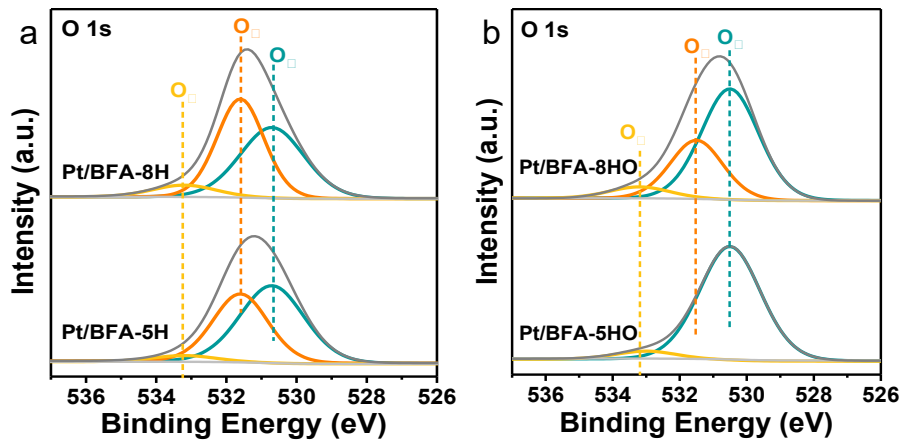 a
O 1s
O□
O□
O□
Pt/BFA-8H
Pt/BFA-5H
Intensity (a.u.)
536 534 532 530 528 526
Binding Energy (eV)
b
O 1s
O□
O□
O□
Pt/BFA-8HO
Pt/BFA-5HO
Intensity (a.u.)
536 534 532 530 528 526
Binding Energy (eV)